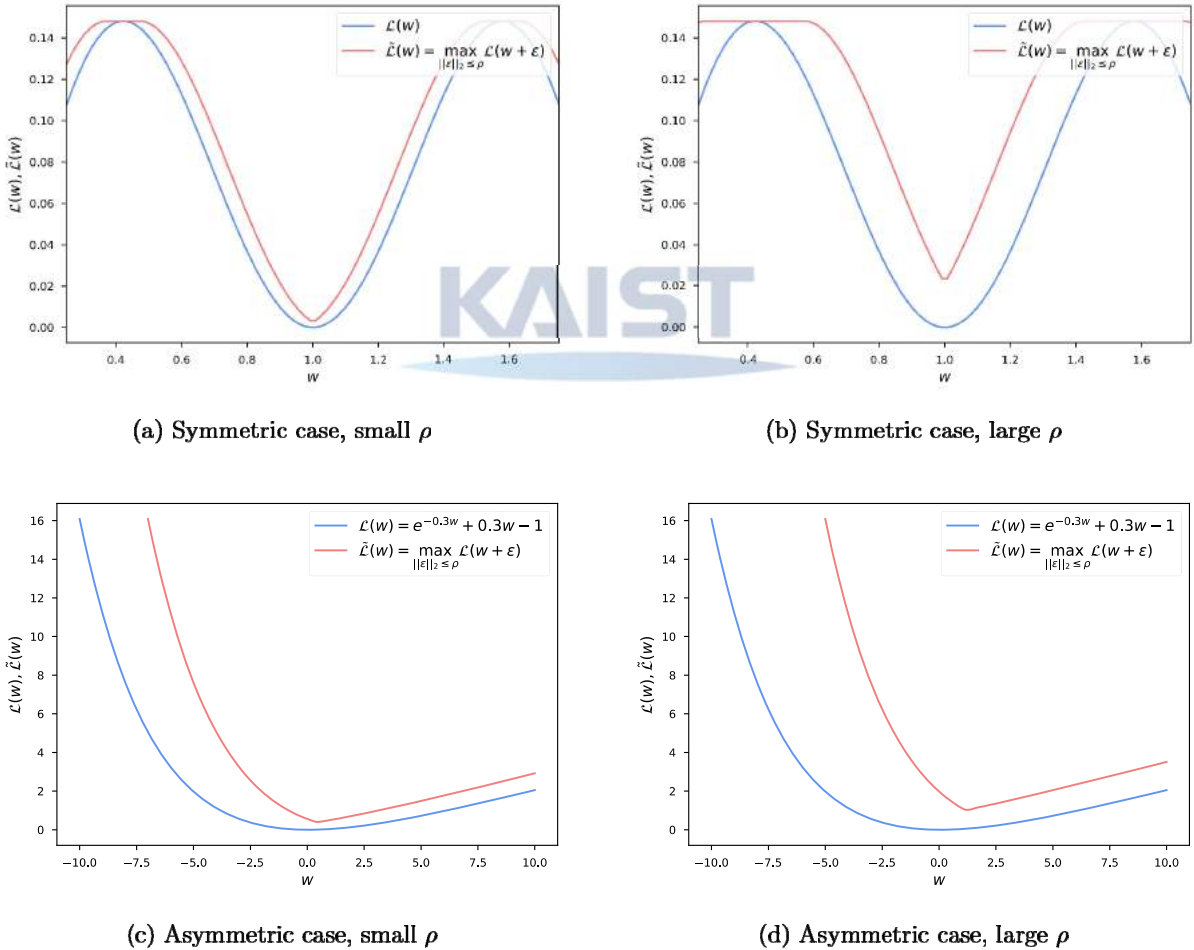 0.14
0.12
0.10
0.08
0.06
0.04
0.02
0.00
ℒ(w), ℒ̃(w)
ℒ(w)
ℒ̃(w) = max ℒ(w + ε)
||ε||₂ ≤ ρ
0.4 0.6 0.8 1.0 1.2 1.4 1.6
w
(a) Symmetric case, small ρ
0.14
0.12
0.10
0.08
0.06
0.04
0.02
0.00
ℒ(w), ℒ̃(w)
ℒ(w)
ℒ̃(w) = max ℒ(w + ε)
||ε||₂ ≤ ρ
0.4 0.6 0.8 1.0 1.2 1.4 1.6
w
(b) Symmetric case, large ρ
KAIST
16
14
12
10
8
6
4
2
0
ℒ(w), ℒ̃(w)
ℒ(w) = e^{−0.3w} + 0.3w − 1
ℒ̃(w) = max ℒ(w + ε)
||ε||₂ ≤ ρ
−10.0 −7.5 −5.0 −2.5 0.0 2.5 5.0 7.5 10.0
w
(c) Asymmetric case, small ρ
16
14
12
10
8
6
4
2
0
ℒ(w), ℒ̃(w)
ℒ(w) = e^{−0.3w} + 0.3w − 1
ℒ̃(w) = max ℒ(w + ε)
||ε||₂ ≤ ρ
−10.0 −7.5 −5.0 −2.5 0.0 2.5 5.0 7.5 10.0
w
(d) Asymmetric case, large ρ